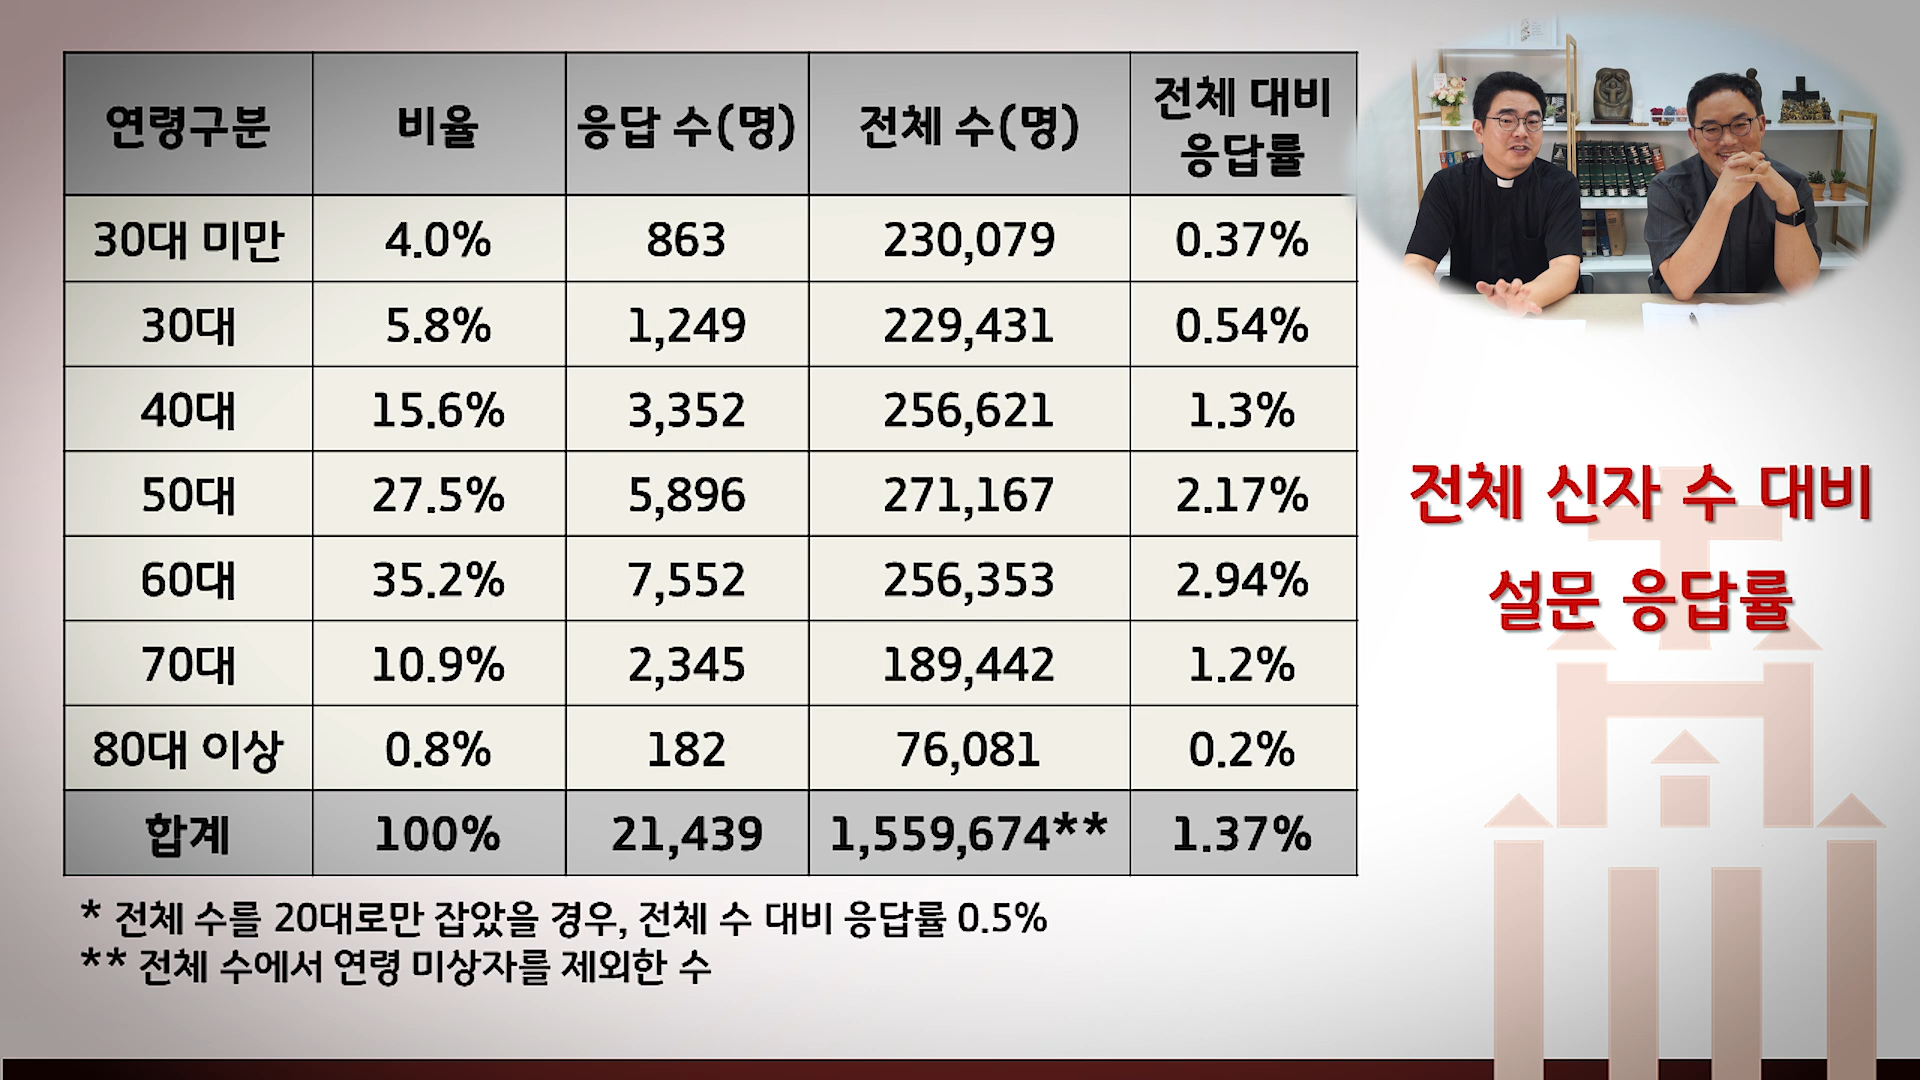 연령구분 비율 응답 수(명) 전체 수(명) 전체 대비 응답률
30대 미만 4.0% 863 230,079 0.37%
30대 5.8% 1,249 229,431 0.54%
40대 15.6% 3,352 256,621 1.3%
50대 27.5% 5,896 271,167 2.17%
60대 35.2% 7,552 256,353 2.94%
70대 10.9% 2,345 189,442 1.2%
80대 이상 0.8% 182 76,081 0.2%
합계 100% 21,439 1,559,674** 1.37%
* 전체 수를 20대로만 잡았을 경우, 전체 수 대비 응답률 0.5%
** 전체 수에서 연령 미상자를 제외한 수
전체 신자 수 대비
설문 응답률